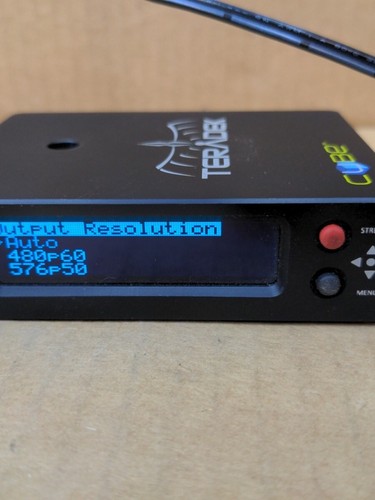 TERADEK
CUBE
Output Resolution
Auto
480p60
576p50
STRE
MENU